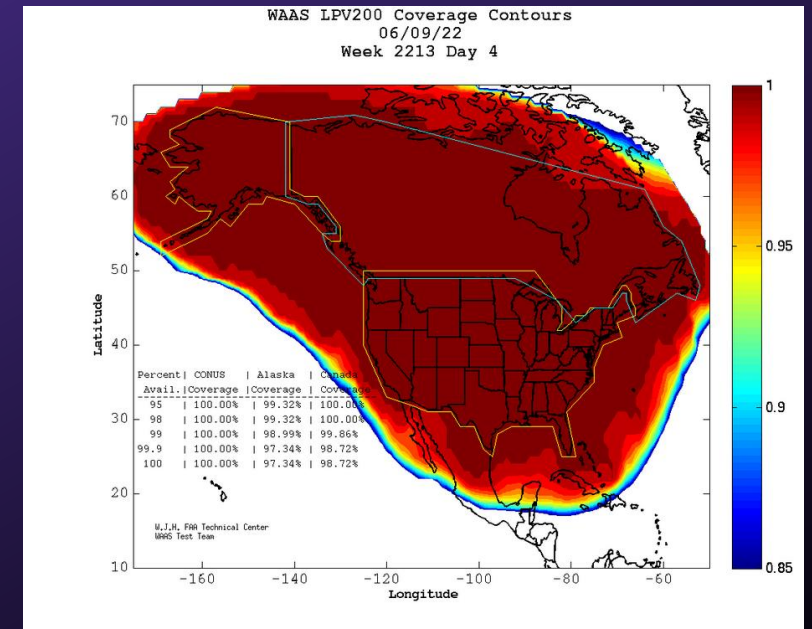 WAAS LPV200 Coverage Contours
06/09/22
Week 2213 Day 4
70
60
50
40
30
20
10
Latitude
Percent| CONUS | Alaska | Canada
Avail.|Coverage |Coverage | Coverage
95 | 100.00% | 99.32% | 100.00%
98 | 100.00% | 99.32% | 100.00%
99 | 100.00% | 98.99% | 99.86%
99.9 | 100.00% | 97.34% | 98.72%
100 | 100.00% | 97.34% | 98.72%
W.J.H. FAA Technical Center
WAAS Test Team
-160 -140 -120 -100 -80 -60
Longitude
1
0.95
0.9
0.85